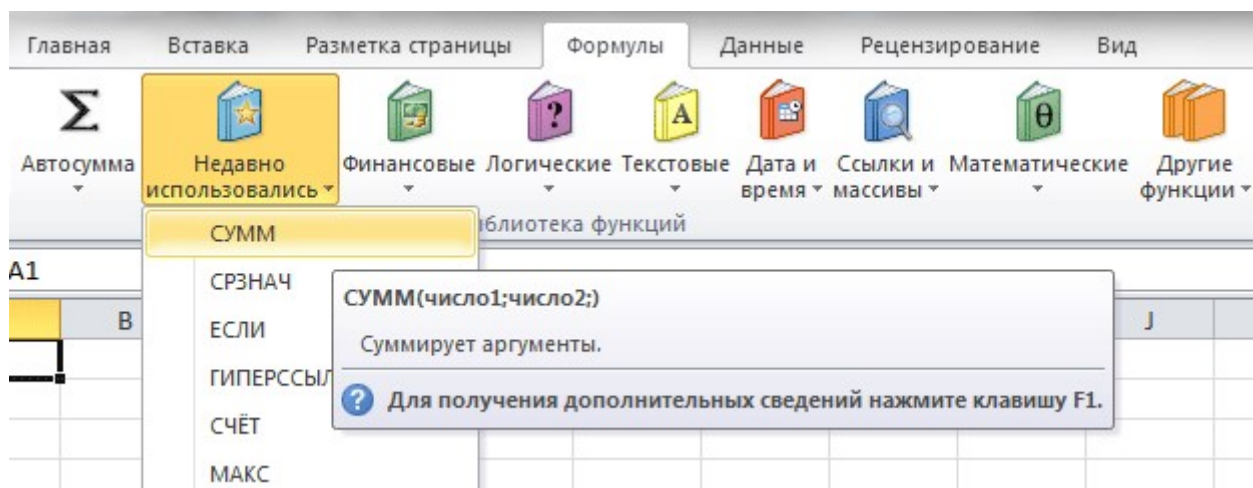 Главная Вставка Разметка страницы Формулы Данные Рецензирование Вид
Σ ? A θ
Автосумма Недавно использовались Финансовые Логические Текстовые Дата и время Ссылки и массивы Математические Другие функции
иблиотека функций
A1
B J
СУММ
СРЗНАЧ
ЕСЛИ
ГИПЕРССЫЛ
СЧЁТ
МАКС
СУММ(число1;число2;)
Суммирует аргументы.
? Для получения дополнительных сведений нажмите клавишу F1.